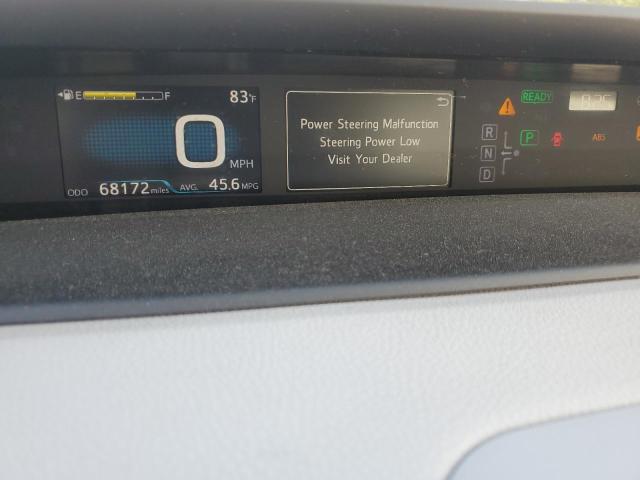 E F 83°F
0 MPH
ODO 68172 miles AVG. 45.6 MPG
Power Steering Malfunction
Steering Power Low
Visit Your Dealer
READY
R
N P ABS
D